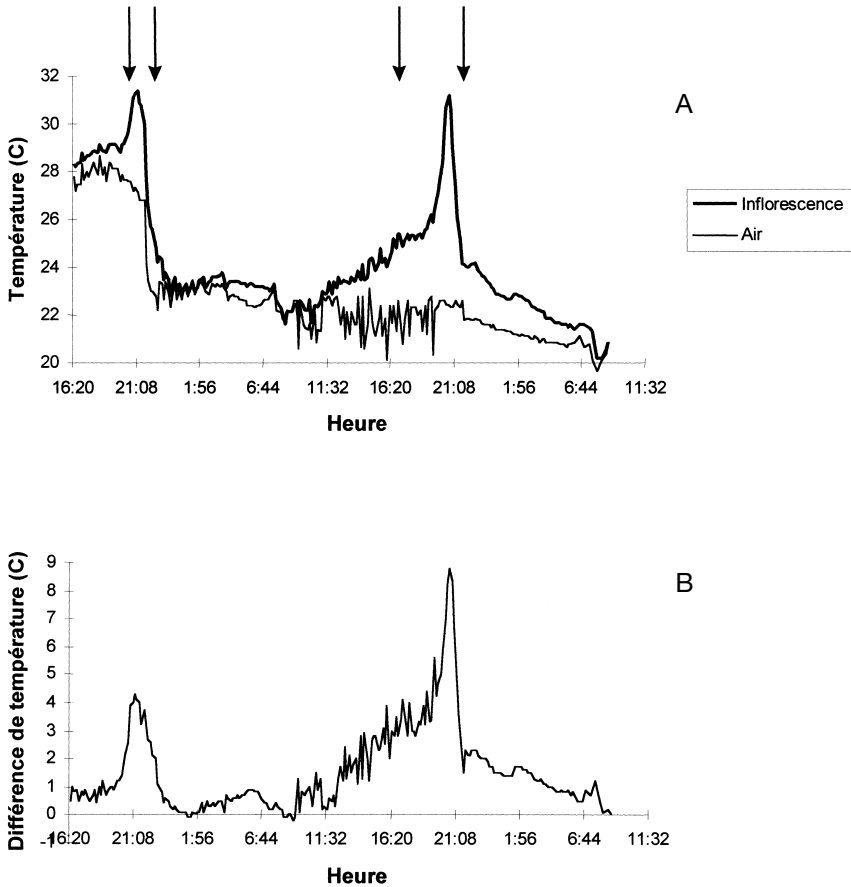 A
Température (C)
32
30
28
26
24
22
20
16:20 21:08 1:56 6:44 11:32 16:20 21:08 1:56 6:44 11:32
Heure
Inflorescence
Air
B
Différence de température (C)
9
8
7
6
5
4
3
2
1
0
-1
16:20 21:08 1:56 6:44 11:32 16:20 21:08 1:56 6:44 11:32
Heure